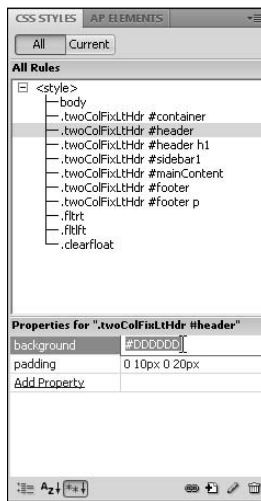 CSS STYLES AP ELEMENTS
All Current
All Rules
<style>
body
.twoColFixLtHdr #container
.twoColFixLtHdr #header
.twoColFixLtHdr #header h1
.twoColFixLtHdr #sidebar1
.twoColFixLtHdr #mainContent
.twoColFixLtHdr #footer
.twoColFixLtHdr #footer p
.fltrt
.fltlft
.clearfloat
Properties for ".twoColFixLtHdr #header"
background #DDDDDD
padding 0 10px 0 20px
Add Property